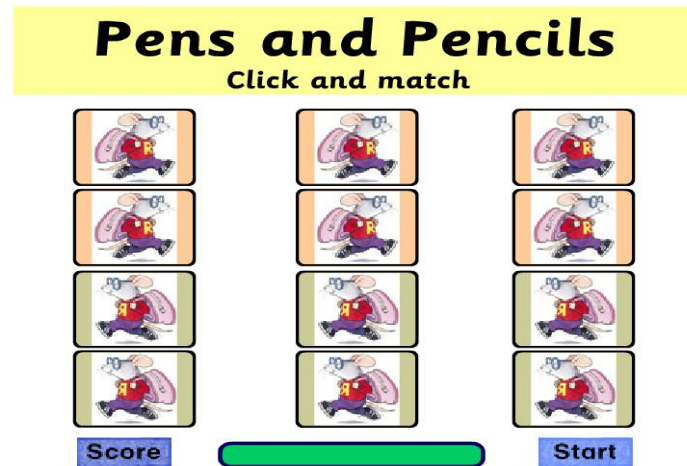 Pens and Pencils
Click and match
R R R
R R R
Score
Start